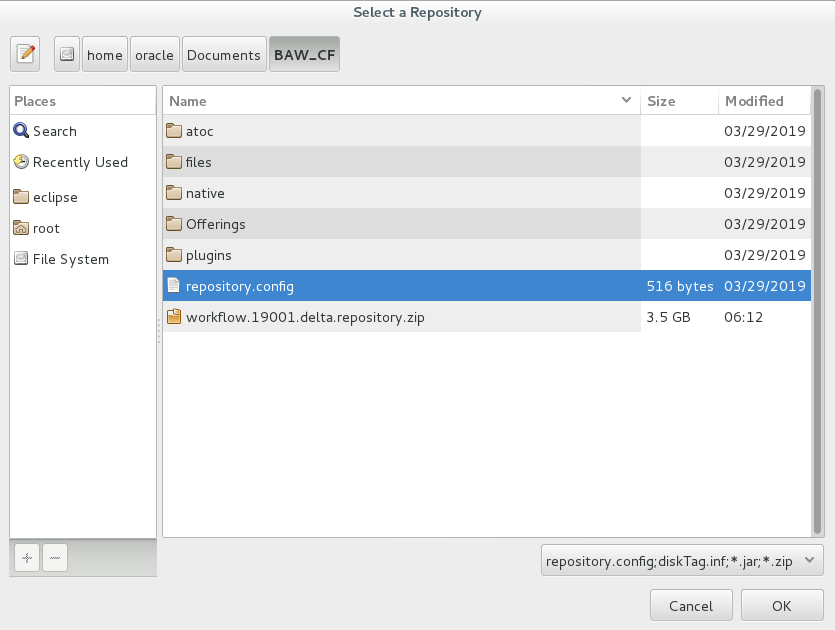 Select a Repository
home oracle Documents BAW_CF
Places
Search
Recently Used
eclipse
root
File System
Name Size Modified
atoc 03/29/2019
files 03/29/2019
native 03/29/2019
Offerings 03/29/2019
plugins 03/29/2019
repository.config 516 bytes 03/29/2019
workflow.19001.delta.repository.zip 3.5 GB 06:12
repository.config;diskTag.inf;*.jar;*.zip
Cancel OK